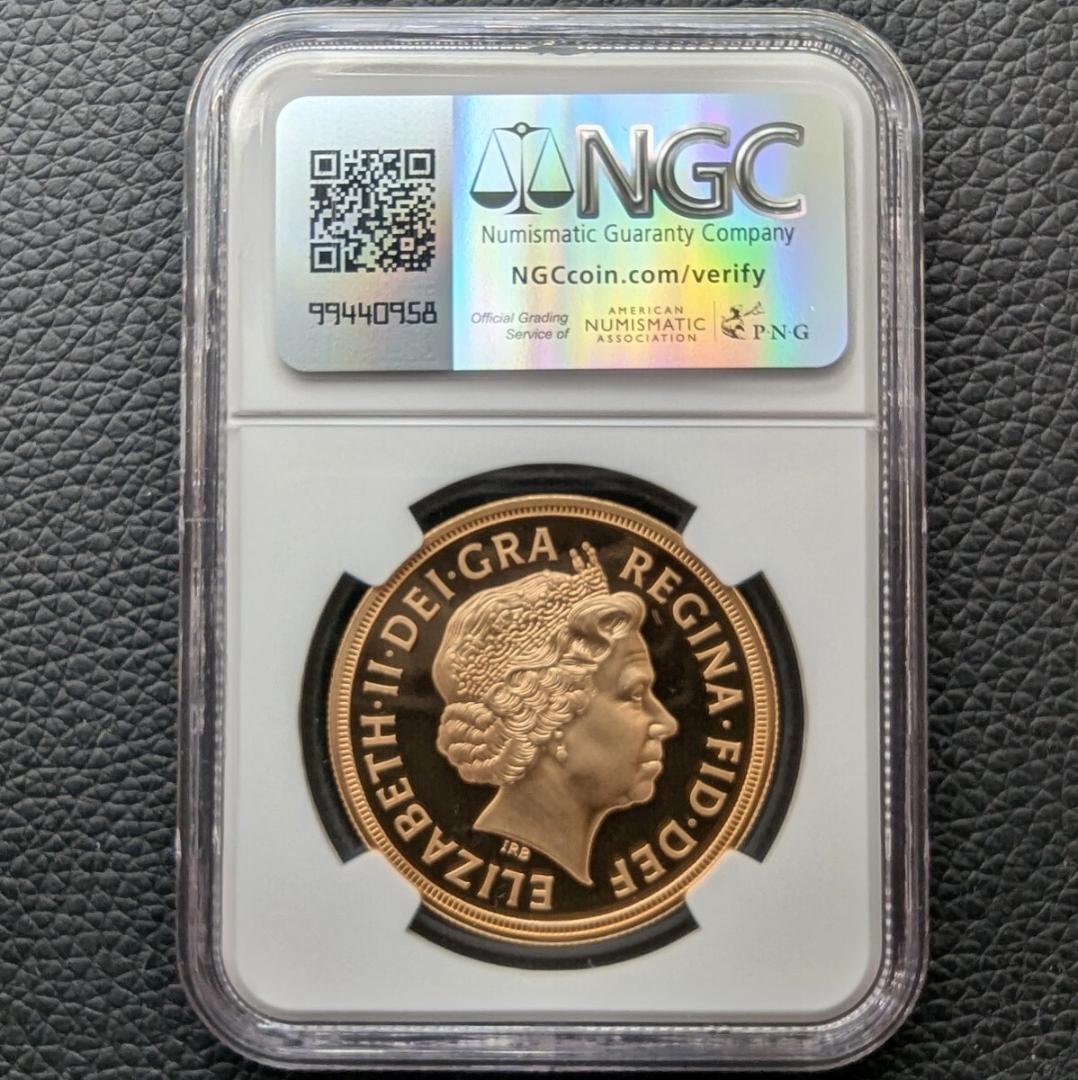 NGC
Numismatic Guaranty Company
NGCcoin.com/verify
99440958
Official Grading
Service of
AMERICAN
NUMISMATIC
ASSOCIATION
P·N·G
ELIZABETH·II·DEI·GRA REGINA·FID·DEF
IRB